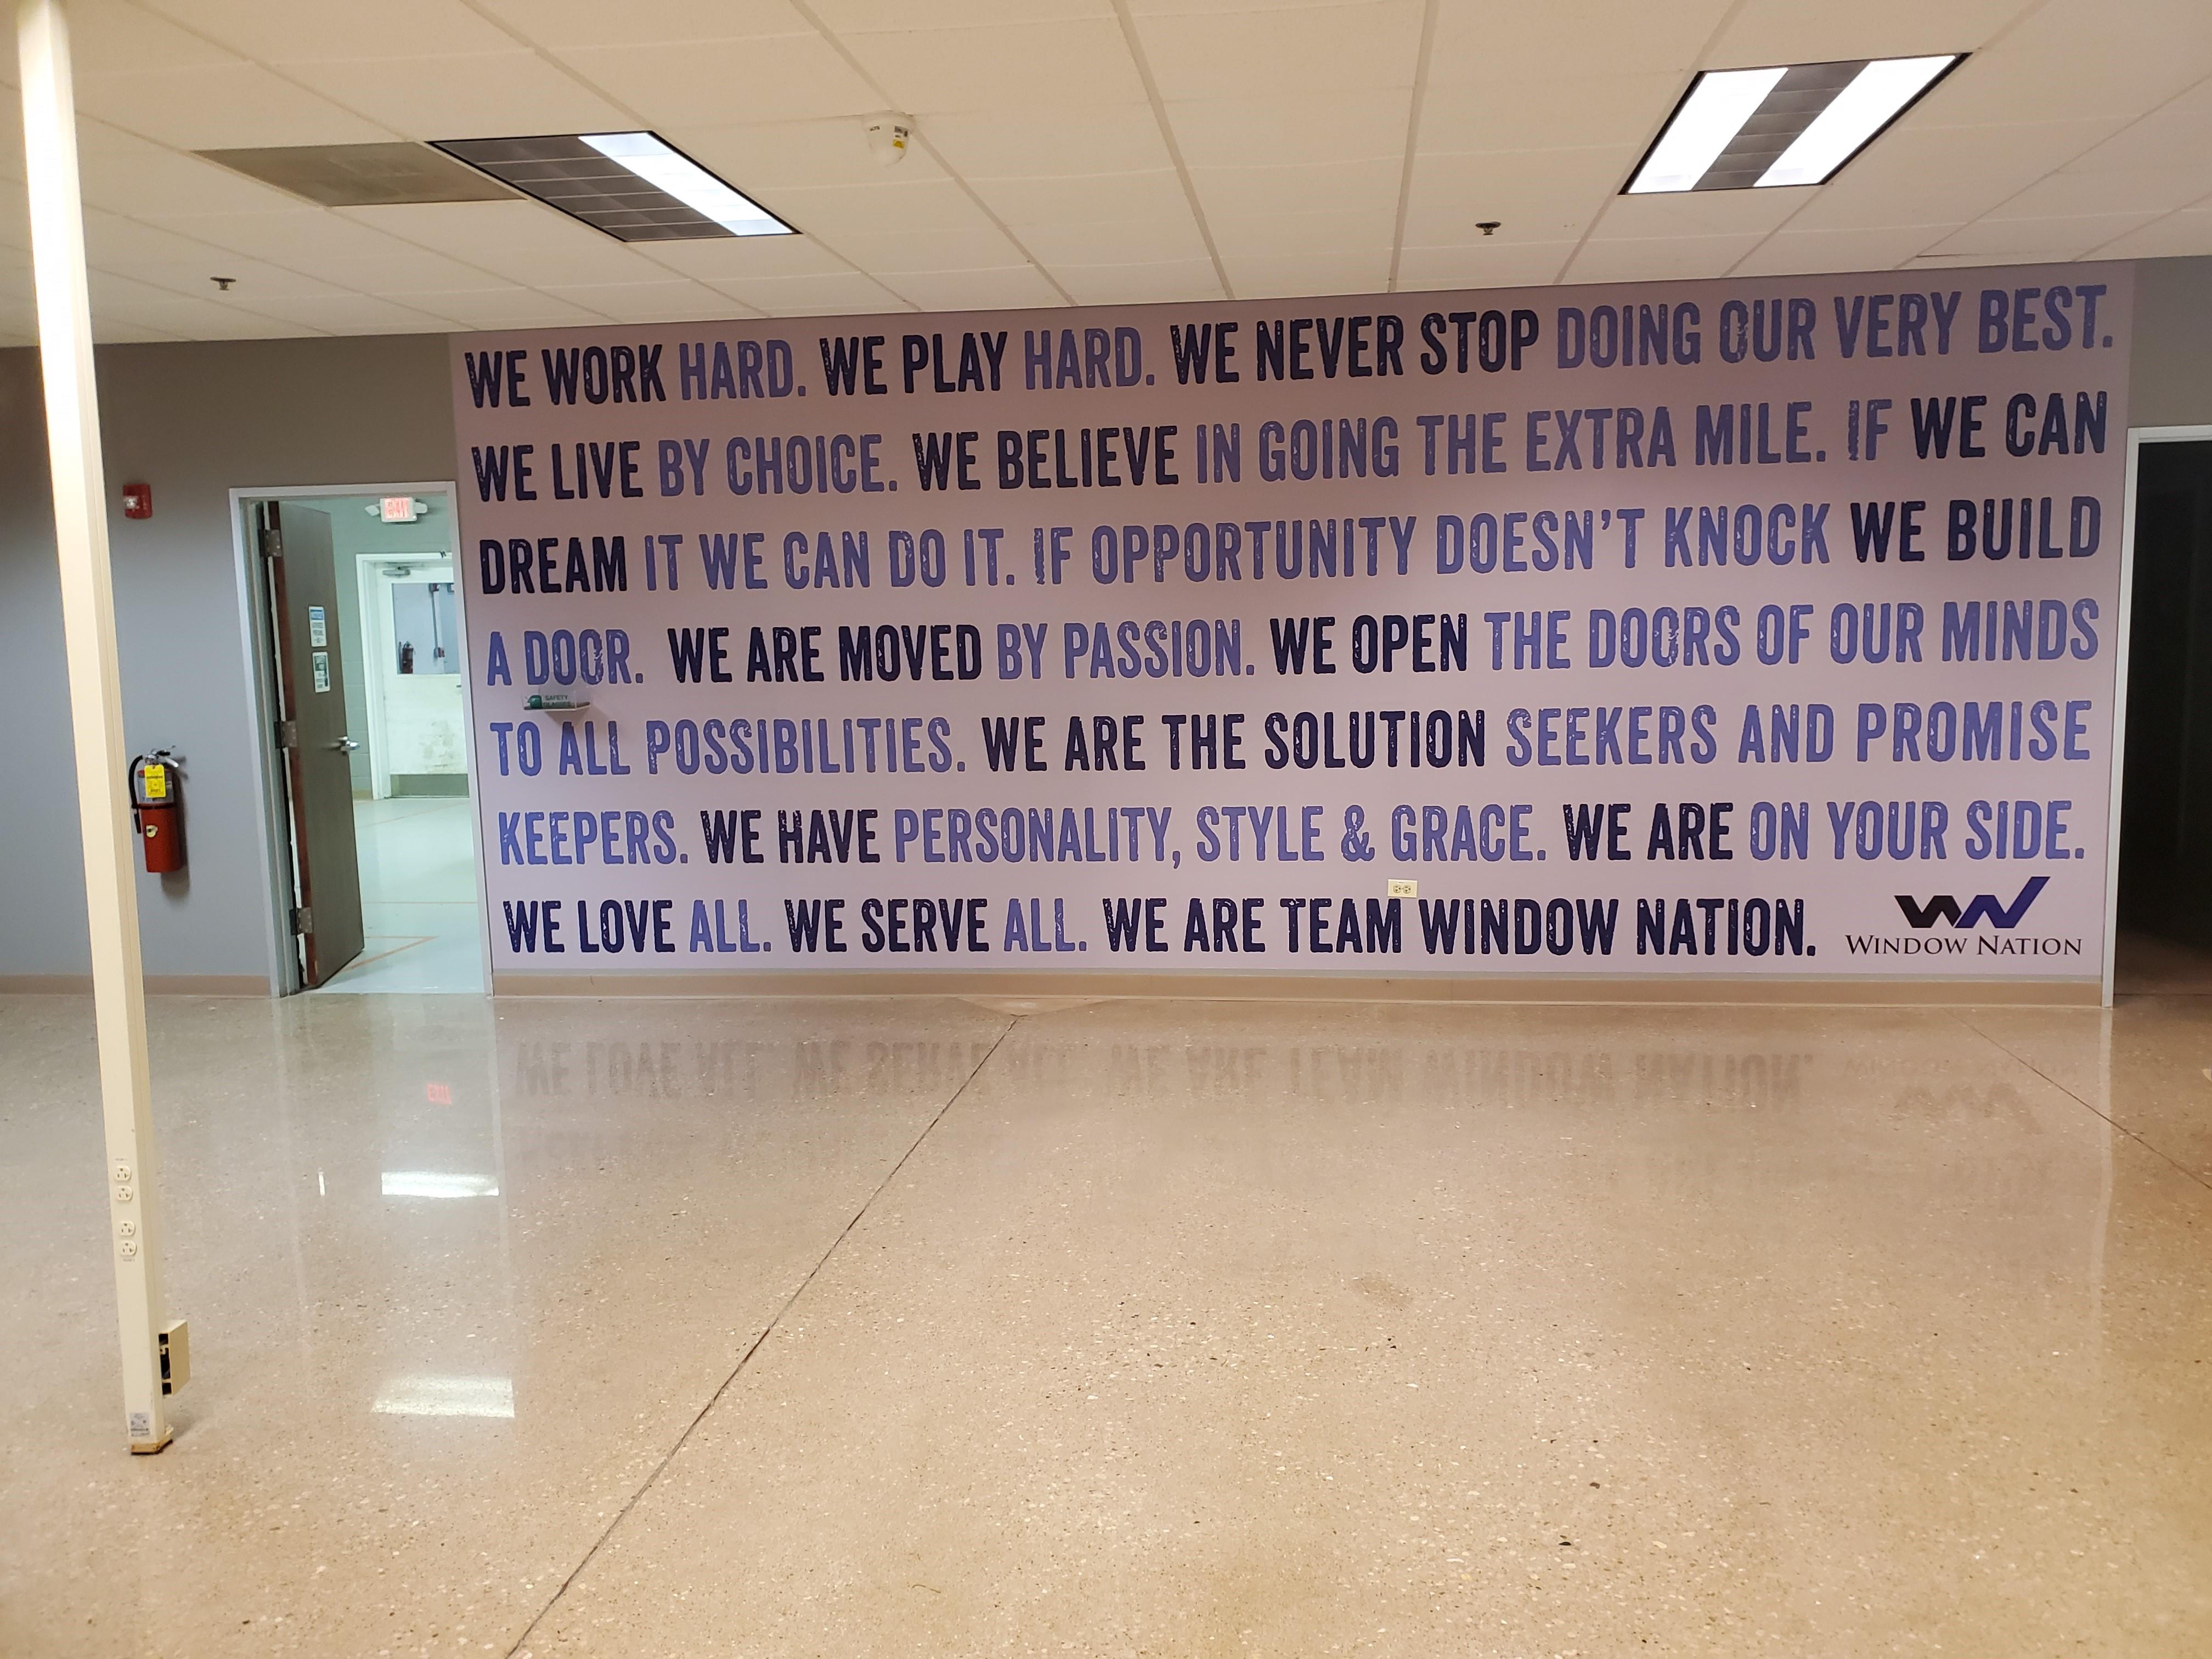 WE WORK HARD. WE PLAY HARD. WE NEVER STOP DOING OUR VERY BEST.
WE LIVE BY CHOICE. WE BELIEVE IN GOING THE EXTRA MILE. IF WE CAN
DREAM IT WE CAN DO IT. IF OPPORTUNITY DOESN'T KNOCK WE BUILD
A DOOR. WE ARE MOVED BY PASSION. WE OPEN THE DOORS OF OUR MINDS
TO ALL POSSIBILITIES. WE ARE THE SOLUTION SEEKERS AND PROMISE
KEEPERS. WE HAVE PERSONALITY, STYLE & GRACE. WE ARE ON YOUR SIDE.
WE LOVE ALL. WE SERVE ALL. WE ARE TEAM WINDOW NATION.
WINDOW NATION
EXIT
SAFETY